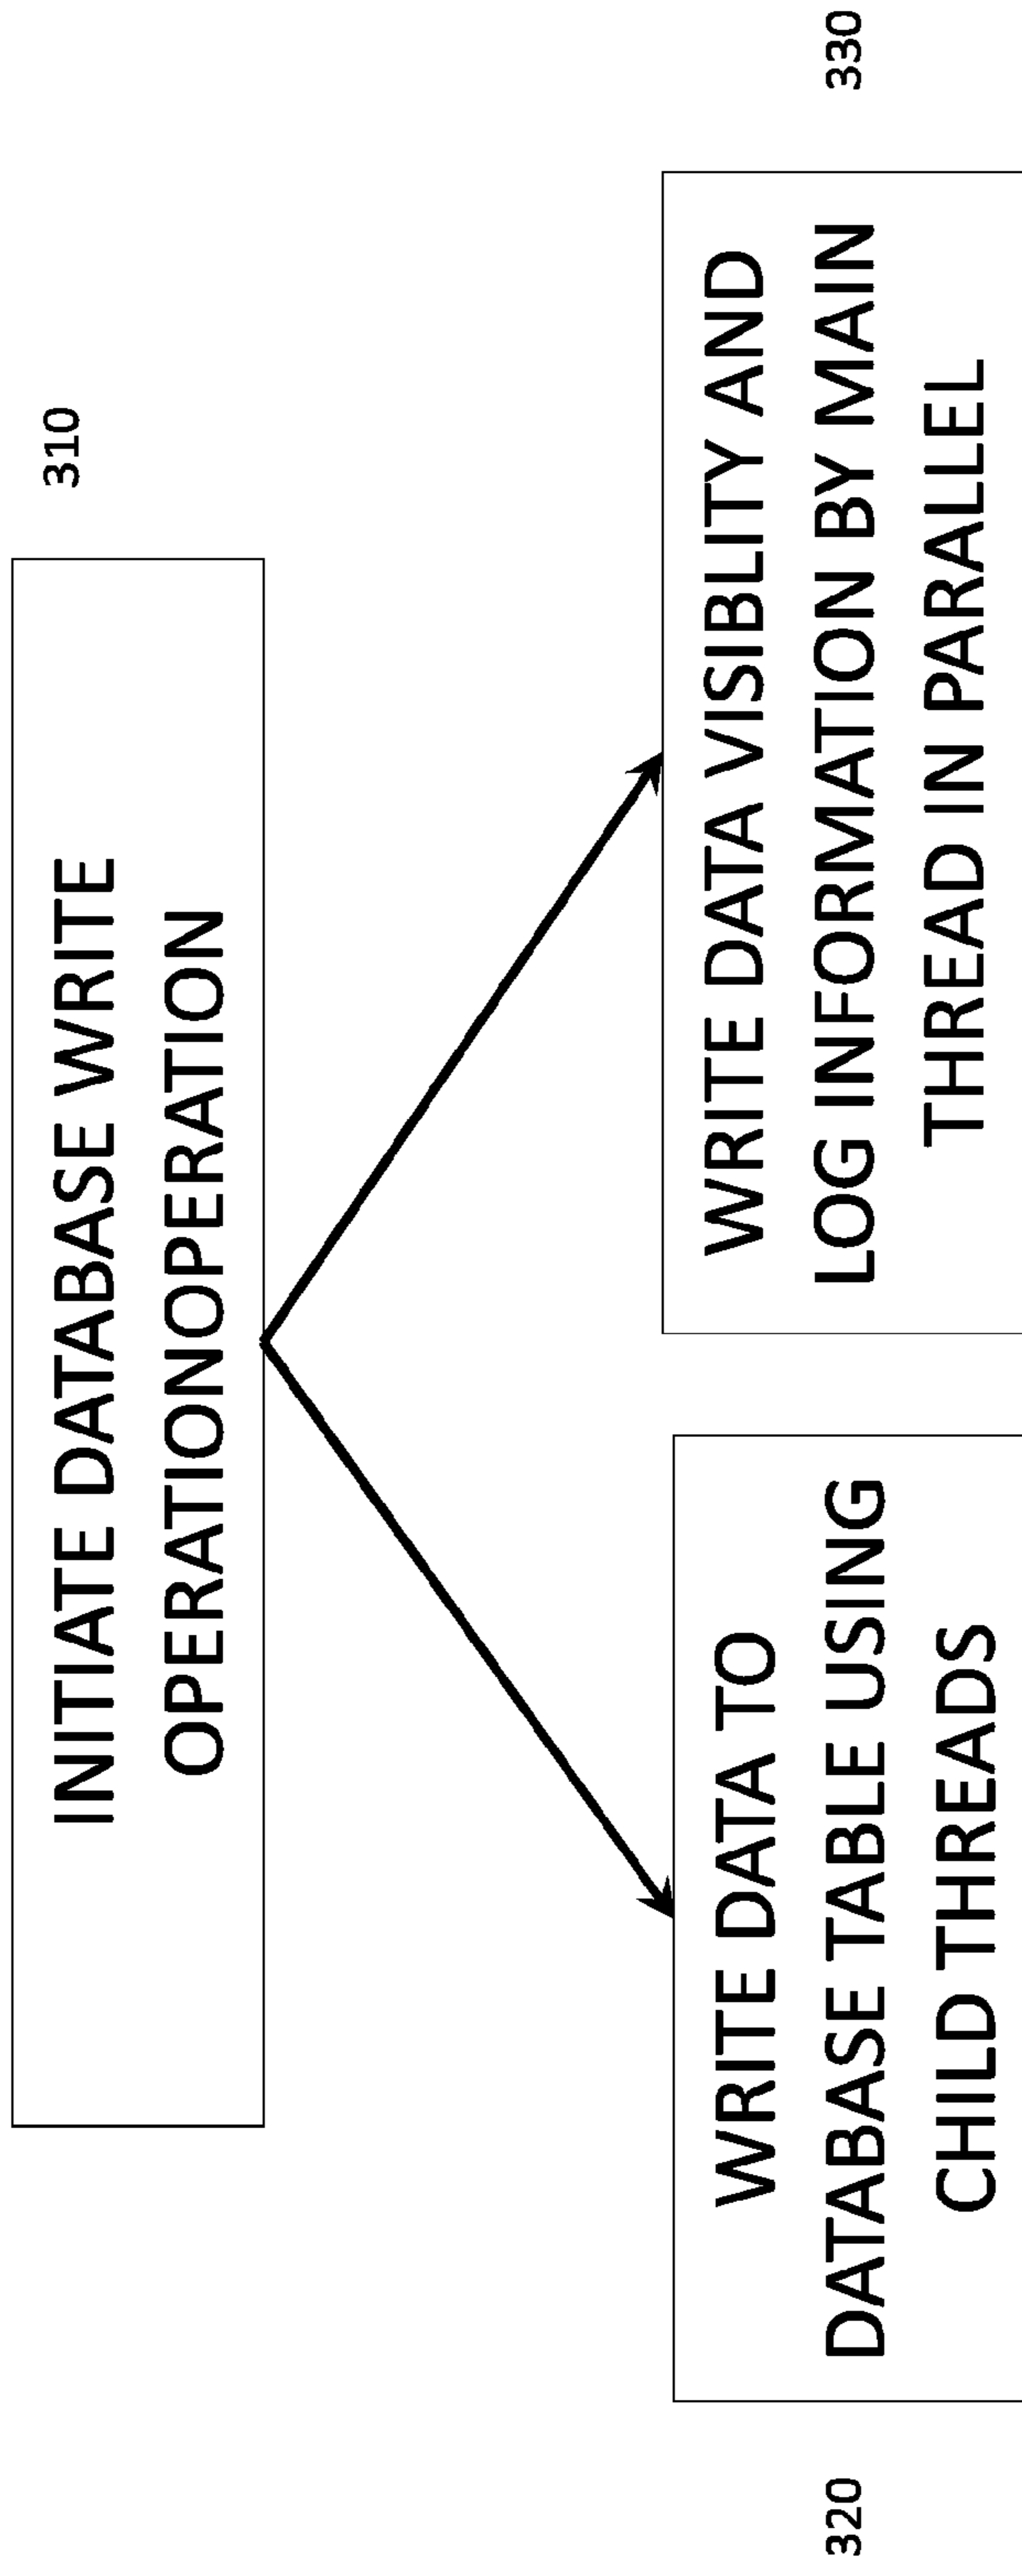 310
INITIATE DATABASE WRITE
OPERATIONOPERATION
320
WRITE DATA TO
DATABASE TABLE USING
CHILD THREADS
WRITE DATA VISIBLITY AND
LOG INFORMATION BY MAIN
THREAD IN PARALLEL
330